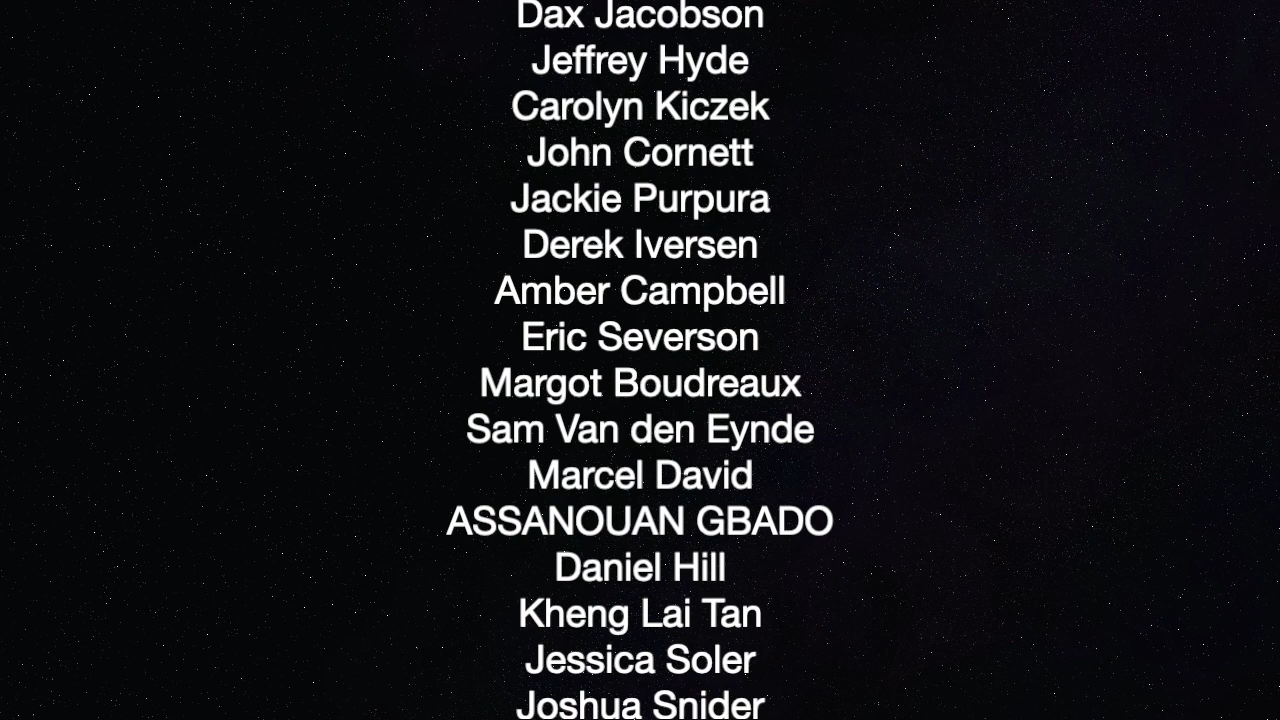 Dax Jacobson
Jeffrey Hyde
Carolyn Kiczek
John Cornett
Jackie Purpura
Derek Iversen
Amber Campbell
Eric Severson
Margot Boudreaux
Sam Van den Eynde
Marcel David
ASSANOUAN GBADO
Daniel Hill
Kheng Lai Tan
Jessica Soler
Joshua Snider